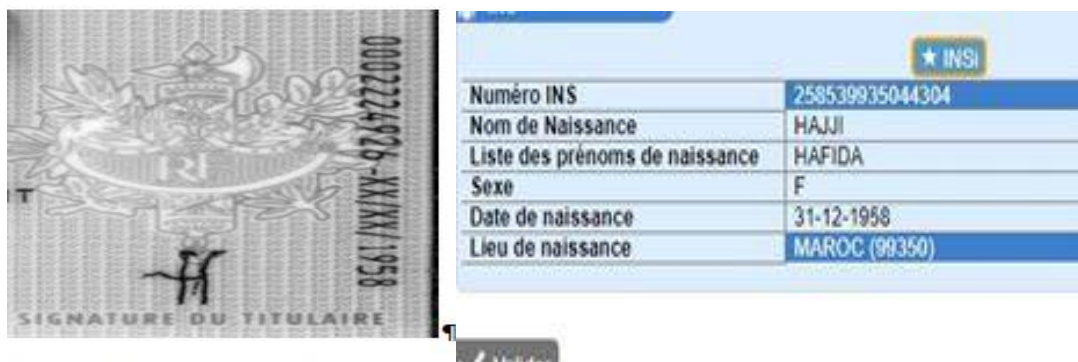 0002224926-XX/XX/1958
RF
T
SIGNATURE DU TITULAIRE
¶
★ INSi
Numéro INS 258539935044304
Nom de Naissance HAJJI
Liste des prénoms de naissance HAFIDA
Sexe F
Date de naissance 31-12-1958
Lieu de naissance MAROC (99350)